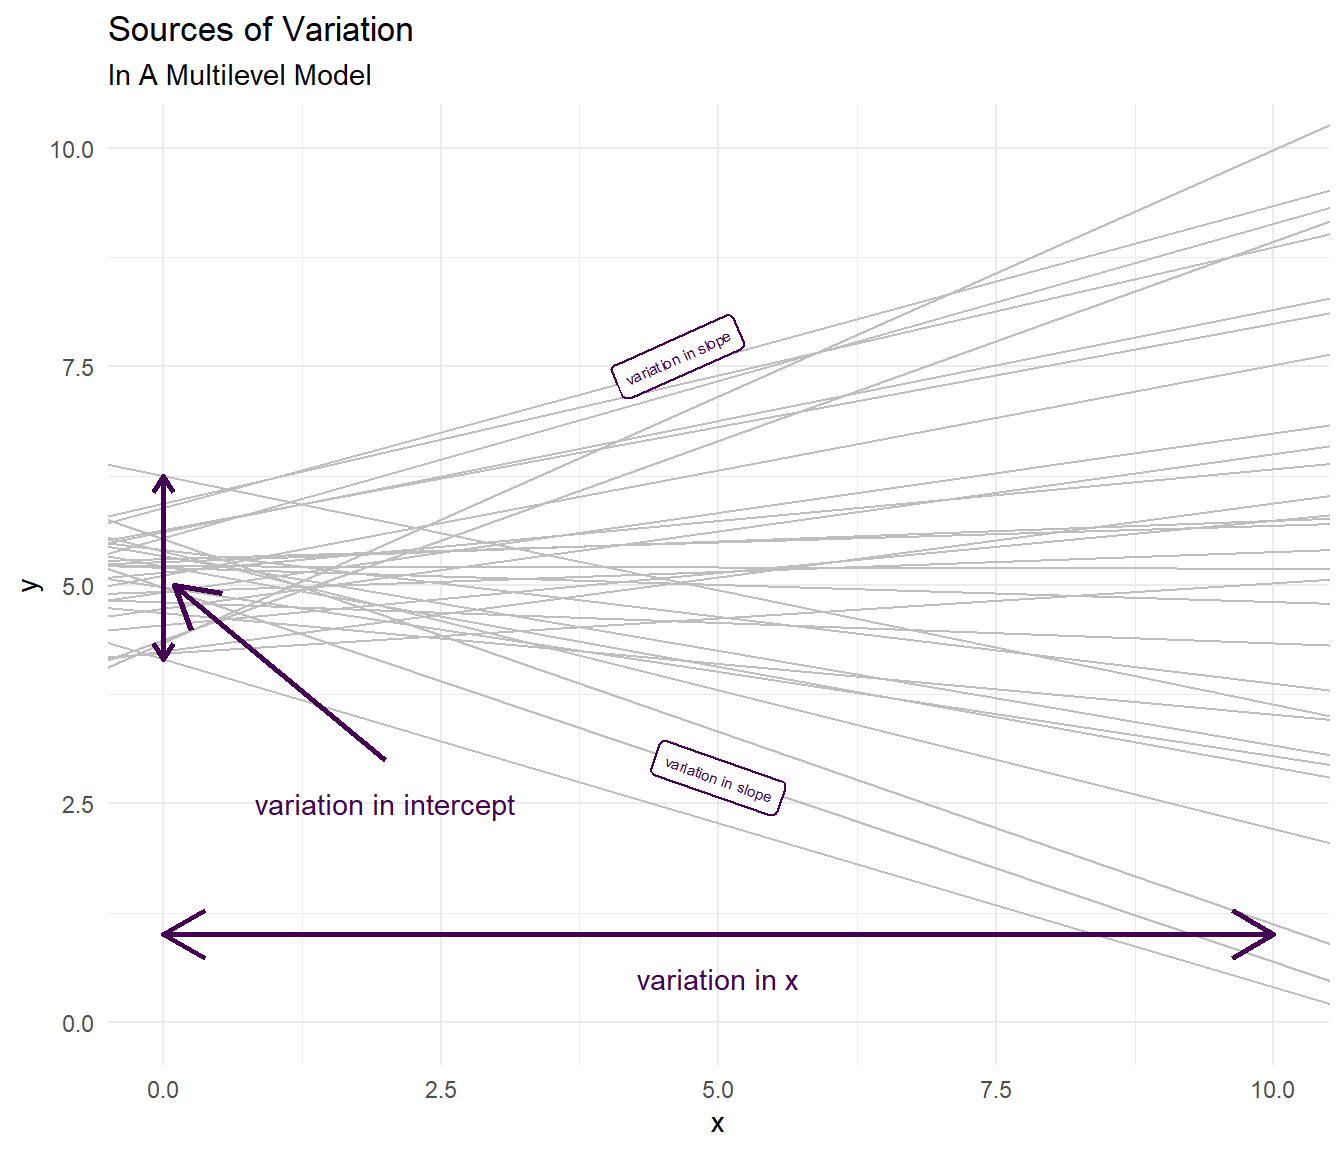 Sources of Variation
In A Multilevel Model
10.0
7.5
5.0
2.5
0.0
y
variation in slope
variation in slope
variation in intercept
variation in x
0.0 2.5 5.0 7.5 10.0
x